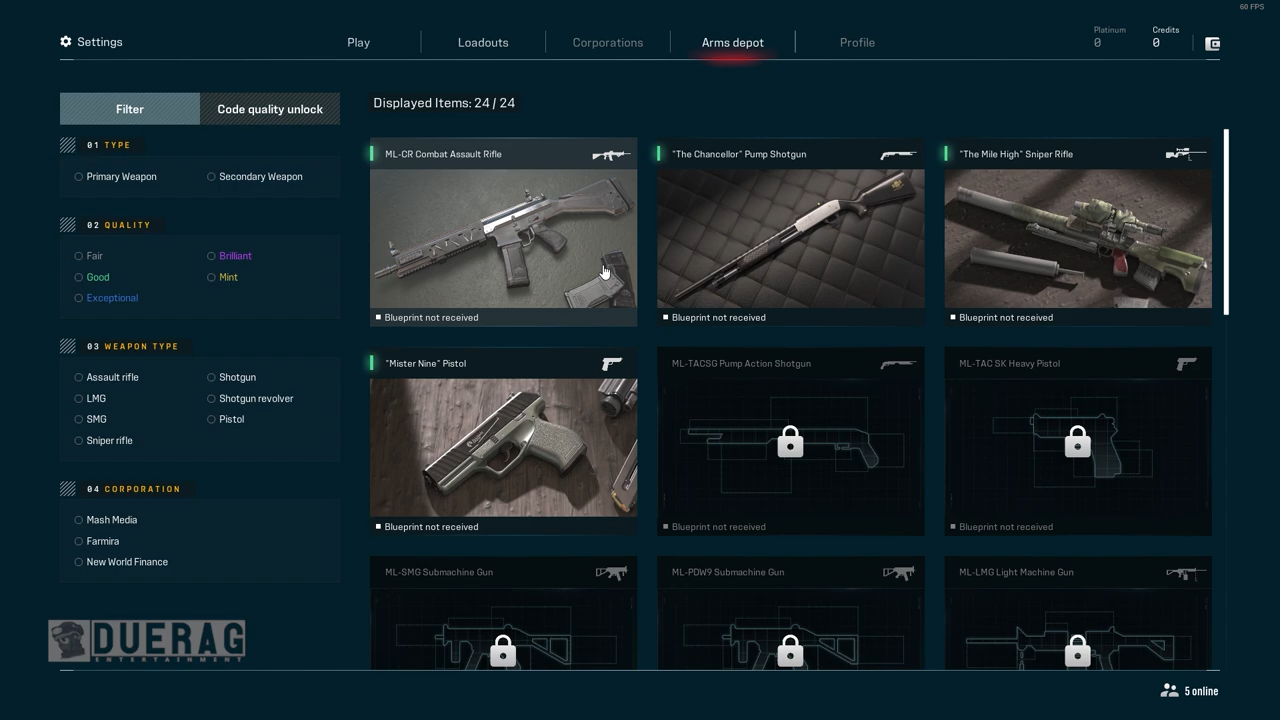 60 FPS
Settings
Play
Loadouts
Corporations
Arms depot
Profile
Platinum
0
Credits
0
Filter
Code quality unlock
Displayed Items: 24 / 24
01 TYPE
Primary Weapon
Secondary Weapon
02 QUALITY
Fair
Brilliant
Good
Mint
Exceptional
03 WEAPON TYPE
Assault rifle
Shotgun
LMG
Shotgun revolver
SMG
Pistol
Sniper rifle
04 CORPORATION
Mash Media
Farmira
New World Finance
ML-CR Combat Assault Rifle
"The Chancellor" Pump Shotgun
"The Mile High" Sniper Rifle
Blueprint not received
Blueprint not received
Blueprint not received
"Mister Nine" Pistol
ML-TACSG Pump Action Shotgun
ML-TAC SK Heavy Pistol
Blueprint not received
Blueprint not received
Blueprint not received
ML-SMG Submachine Gun
ML-PDW9 Submachine Gun
ML-LMG Light Machine Gun
DUERAG
ENTERTAINMENT
5 online